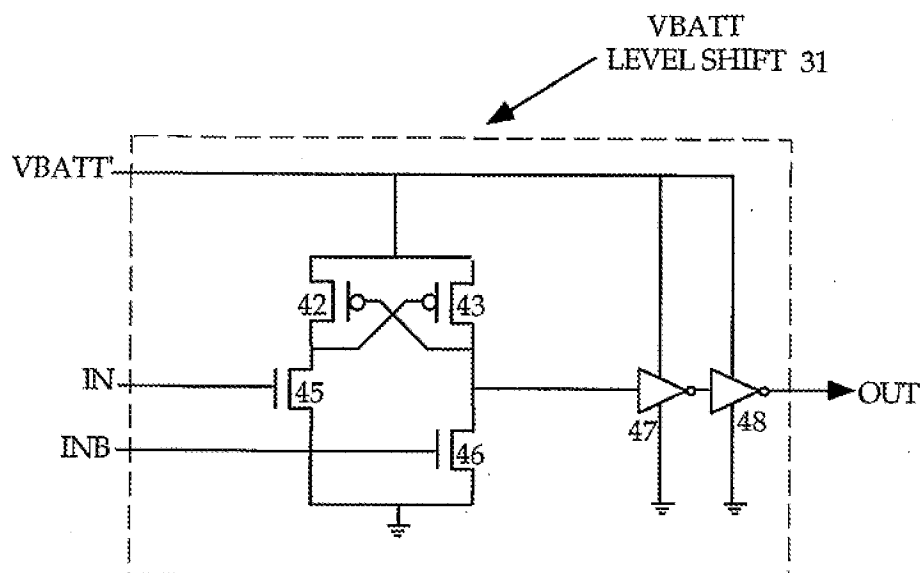 VBATT
LEVEL SHIFT 31
VBATT'
42
43
IN
45
OUT
47
48
INB
46